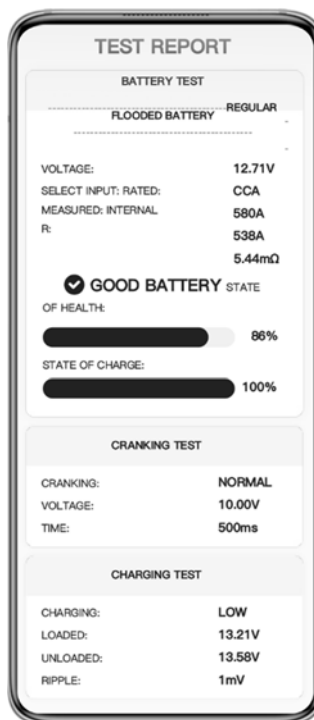 TEST REPORT
BATTERY TEST
REGULAR
FLOODED BATTERY
VOLTAGE: 12.71V
SELECT INPUT: RATED: CCA
MEASURED: INTERNAL 580A
R: 538A
5.44mΩ
GOOD BATTERY STATE
OF HEALTH:
86%
STATE OF CHARGE:
100%
CRANKING TEST
CRANKING: NORMAL
VOLTAGE: 10.00V
TIME: 500ms
CHARGING TEST
CHARGING: LOW
LOADED: 13.21V
UNLOADED: 13.58V
RIPPLE: 1mV